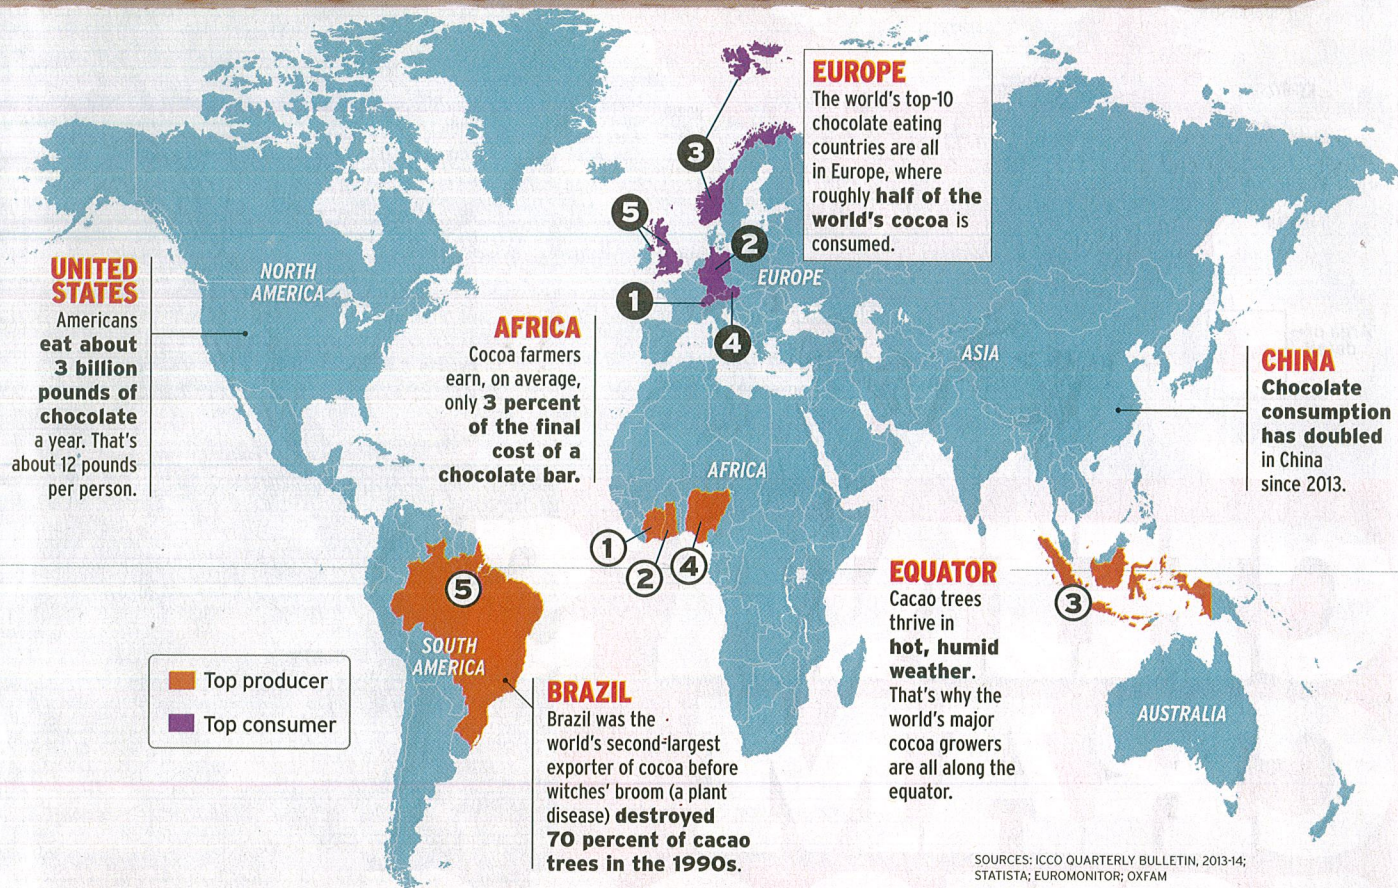 EUROPE
The world's top-10
chocolate eating
countries are all
in Europe, where
roughly half of the
world's cocoa is
consumed.
3
5
2
1
4
EUROPE
NORTH
AMERICA
UNITED
STATES
Americans
eat about
3 billion
pounds of
chocolate
a year. That's
about 12 pounds
per person.
AFRICA
Cocoa farmers
earn, on average,
only 3 percent
of the final
cost of a
chocolate bar.
ASIA
CHINA
Chocolate
consumption
has doubled
in China
since 2013.
AFRICA
1
2
4
5
3
SOUTH
AMERICA
EQUATOR
Cacao trees
thrive in
hot, humid
weather.
That's why the
world's major
cocoa growers
are all along the
equator.
AUSTRALIA
Top producer
Top consumer
BRAZIL
Brazil was the
world's second-largest
exporter of cocoa before
witches' broom (a plant
disease) destroyed
70 percent of cacao
trees in the 1990s.
SOURCES: ICCO QUARTERLY BULLETIN, 2013-14;
STATISTA; EUROMONITOR; OXFAM